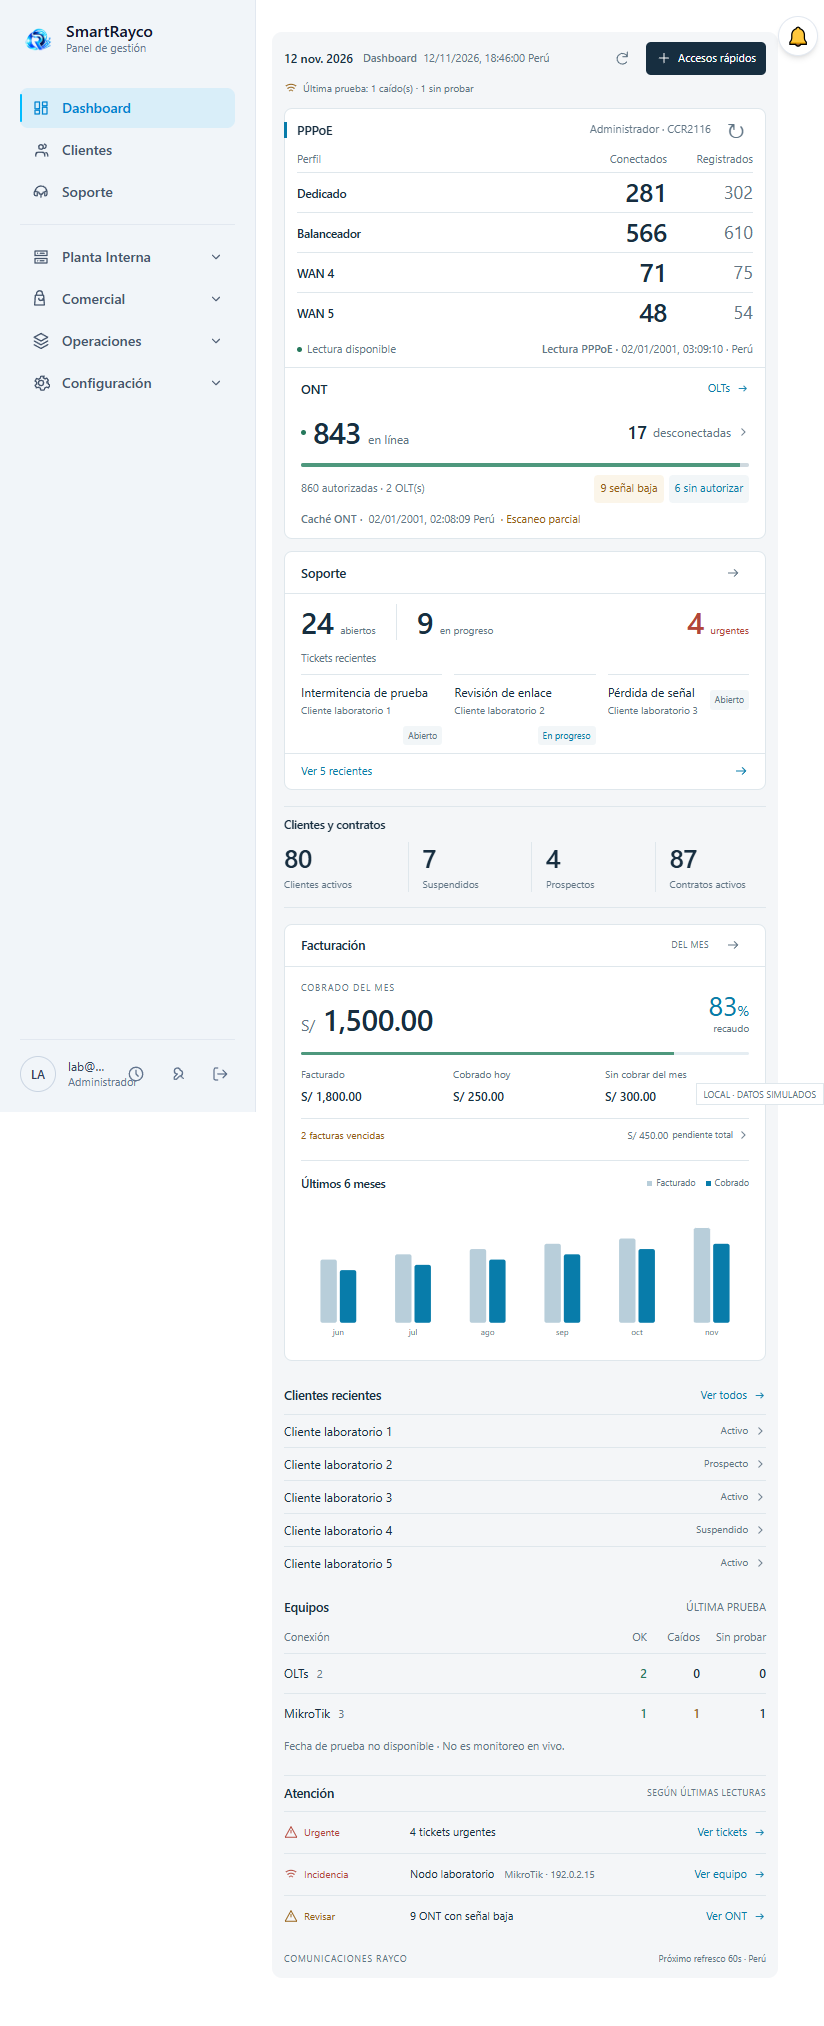 SmartRayco
Panel de gestión
Dashboard
Clientes
Soporte
Planta Interna
Comercial
Operaciones
Configuración
LA
lab@...
Administrador
12 nov. 2026 Dashboard 12/11/2026, 18:46:00 Perú
Accesos rápidos
Última prueba: 1 caído(s) · 1 sin probar
PPPoE Administrador · CCR2116
Perfil Conectados Registrados
Dedicado 281 302
Balanceador 566 610
WAN 4 71 75
WAN 5 48 54
Lectura disponible Lectura PPPoE · 02/01/2001, 03:09:10 · Perú
ONT OLTs →
843 en línea 17 desconectadas
860 autorizadas · 2 OLT(s) 9 señal baja 6 sin autorizar
Caché ONT · 02/01/2001, 02:08:09 Perú · Escaneo parcial
Soporte →
24 abiertos 9 en progreso 4 urgentes
Tickets recientes
Intermitencia de prueba
Cliente laboratorio 1
Abierto
Revisión de enlace
Cliente laboratorio 2
En progreso
Pérdida de señal
Cliente laboratorio 3
Abierto
Ver 5 recientes →
Clientes y contratos
80 7 4 87
Clientes activos Suspendidos Prospectos Contratos activos
Facturación DEL MES →
COBRADO DEL MES
S/ 1,500.00 83%
recaudo
Facturado Cobrado hoy Sin cobrar del mes
S/ 1,800.00 S/ 250.00 S/ 300.00
LOCAL · DATOS SIMULADOS
2 facturas vencidas S/ 450.00 pendiente total
Últimos 6 meses Facturado Cobrado
jun jul ago sep oct nov
Clientes recientes Ver todos →
Cliente laboratorio 1 Activo
Cliente laboratorio 2 Prospecto
Cliente laboratorio 3 Activo
Cliente laboratorio 4 Suspendido
Cliente laboratorio 5 Activo
Equipos ÚLTIMA PRUEBA
Conexión OK Caídos Sin probar
OLTs 2 2 0 0
MikroTik 3 1 1 1
Fecha de prueba no disponible · No es monitoreo en vivo.
Atención SEGÚN ÚLTIMAS LECTURAS
Urgente 4 tickets urgentes Ver tickets →
Incidencia Nodo laboratorio MikroTik · 192.0.2.15 Ver equipo →
Revisar 9 ONT con señal baja Ver ONT →
COMUNICACIONES RAYCO Próximo refresco 60s · Perú